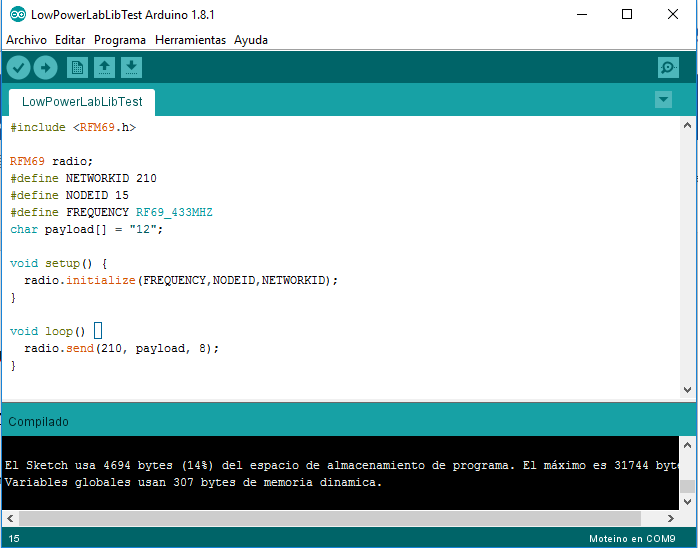 LowPowerLabLibTest Arduino 1.8.1
Archivo Editar Programa Herramientas Ayuda
LowPowerLabLibTest
#include <RFM69.h>
RFM69 radio;
#define NETWORKID 210
#define NODEID 15
#define FREQUENCY RF69_433MHZ
char payload[] = "12";
void setup() {
radio.initialize(FREQUENCY,NODEID,NETWORKID);
}
void loop()
radio.send(210, payload, 8);
}
Compilado
El Sketch usa 4694 bytes (14%) del espacio de almacenamiento de programa. El máximo es 31744 byte
Variables globales usan 307 bytes de memoria dinamica.
15
Moteino en COM9